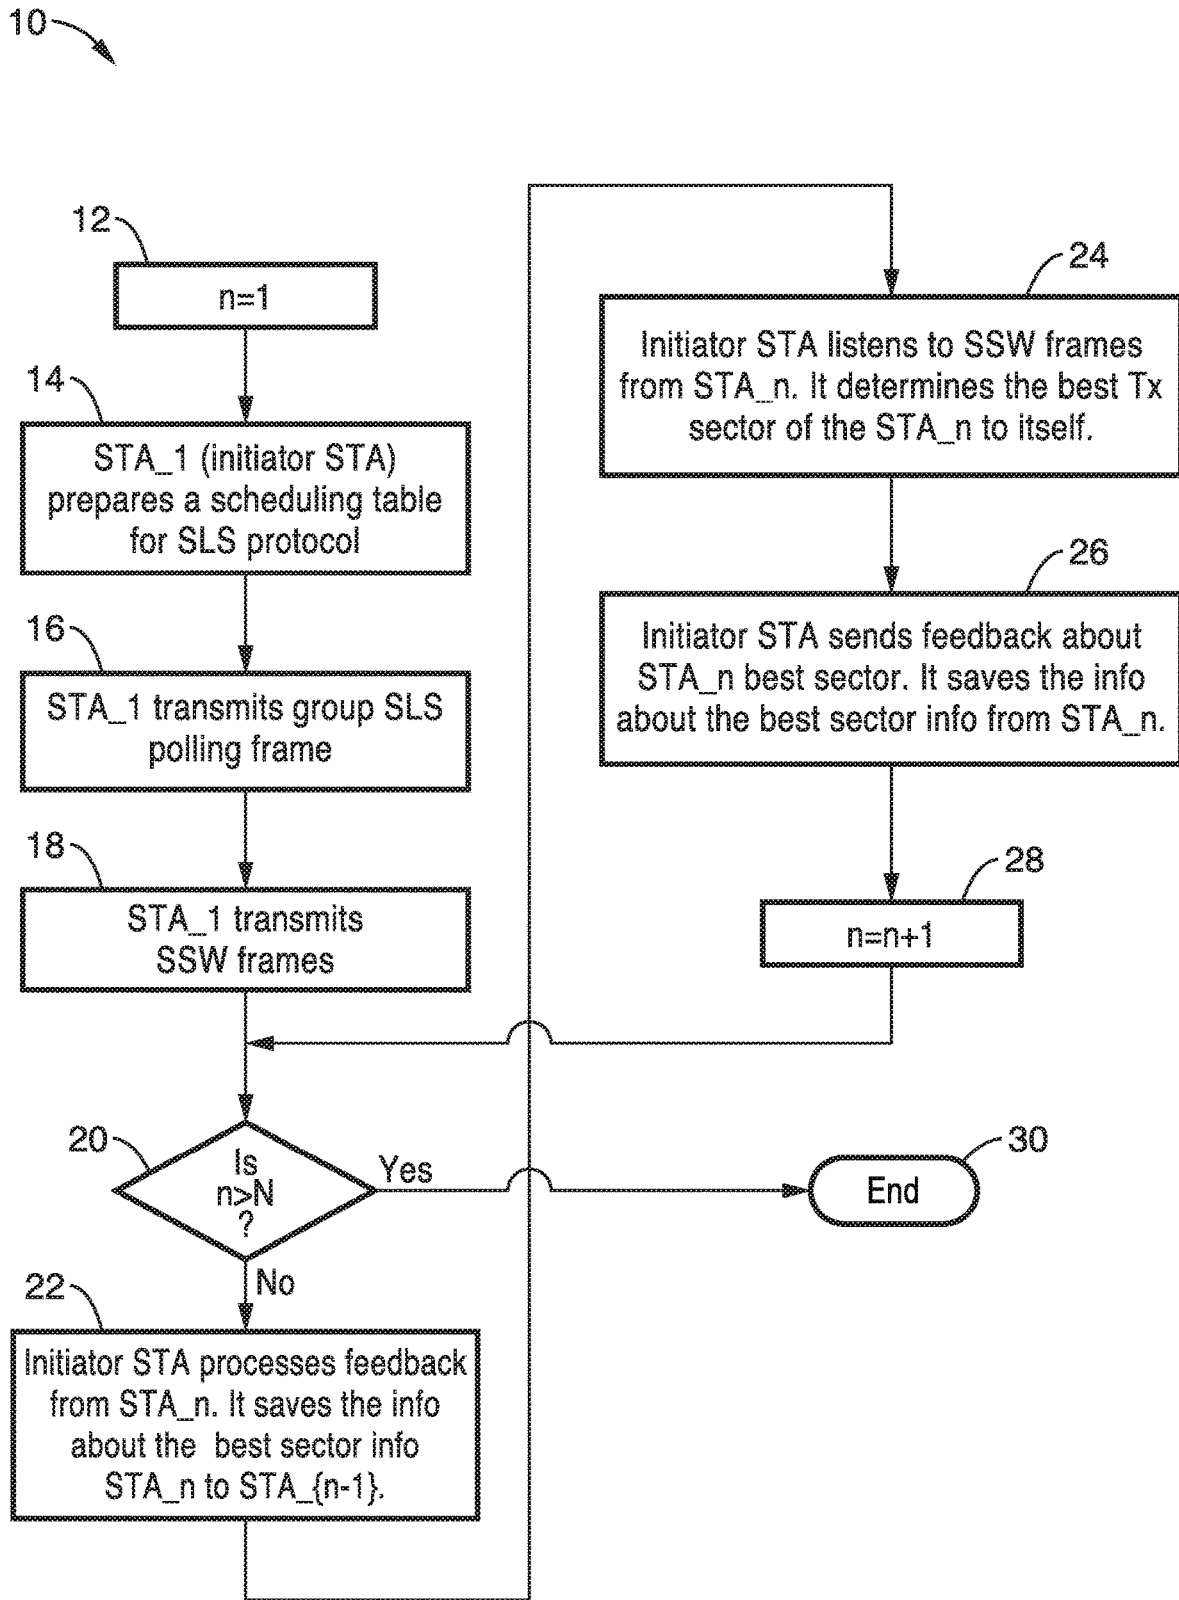 10
12
n=1
14
STA_1 (initiator STA)
prepares a scheduling table
for SLS protocol
16
STA_1 transmits group SLS
polling frame
18
STA_1 transmits
SSW frames
20
Is
n>N
?
Yes
No
22
Initiator STA processes feedback
from STA_n. It saves the info
about the best sector info
STA_n to STA_{n-1}.
24
Initiator STA listens to SSW frames
from STA_n. It determines the best Tx
sector of the STA_n to itself.
26
Initiator STA sends feedback about
STA_n best sector. It saves the info
about the best sector info from STA_n.
28
n=n+1
30
End